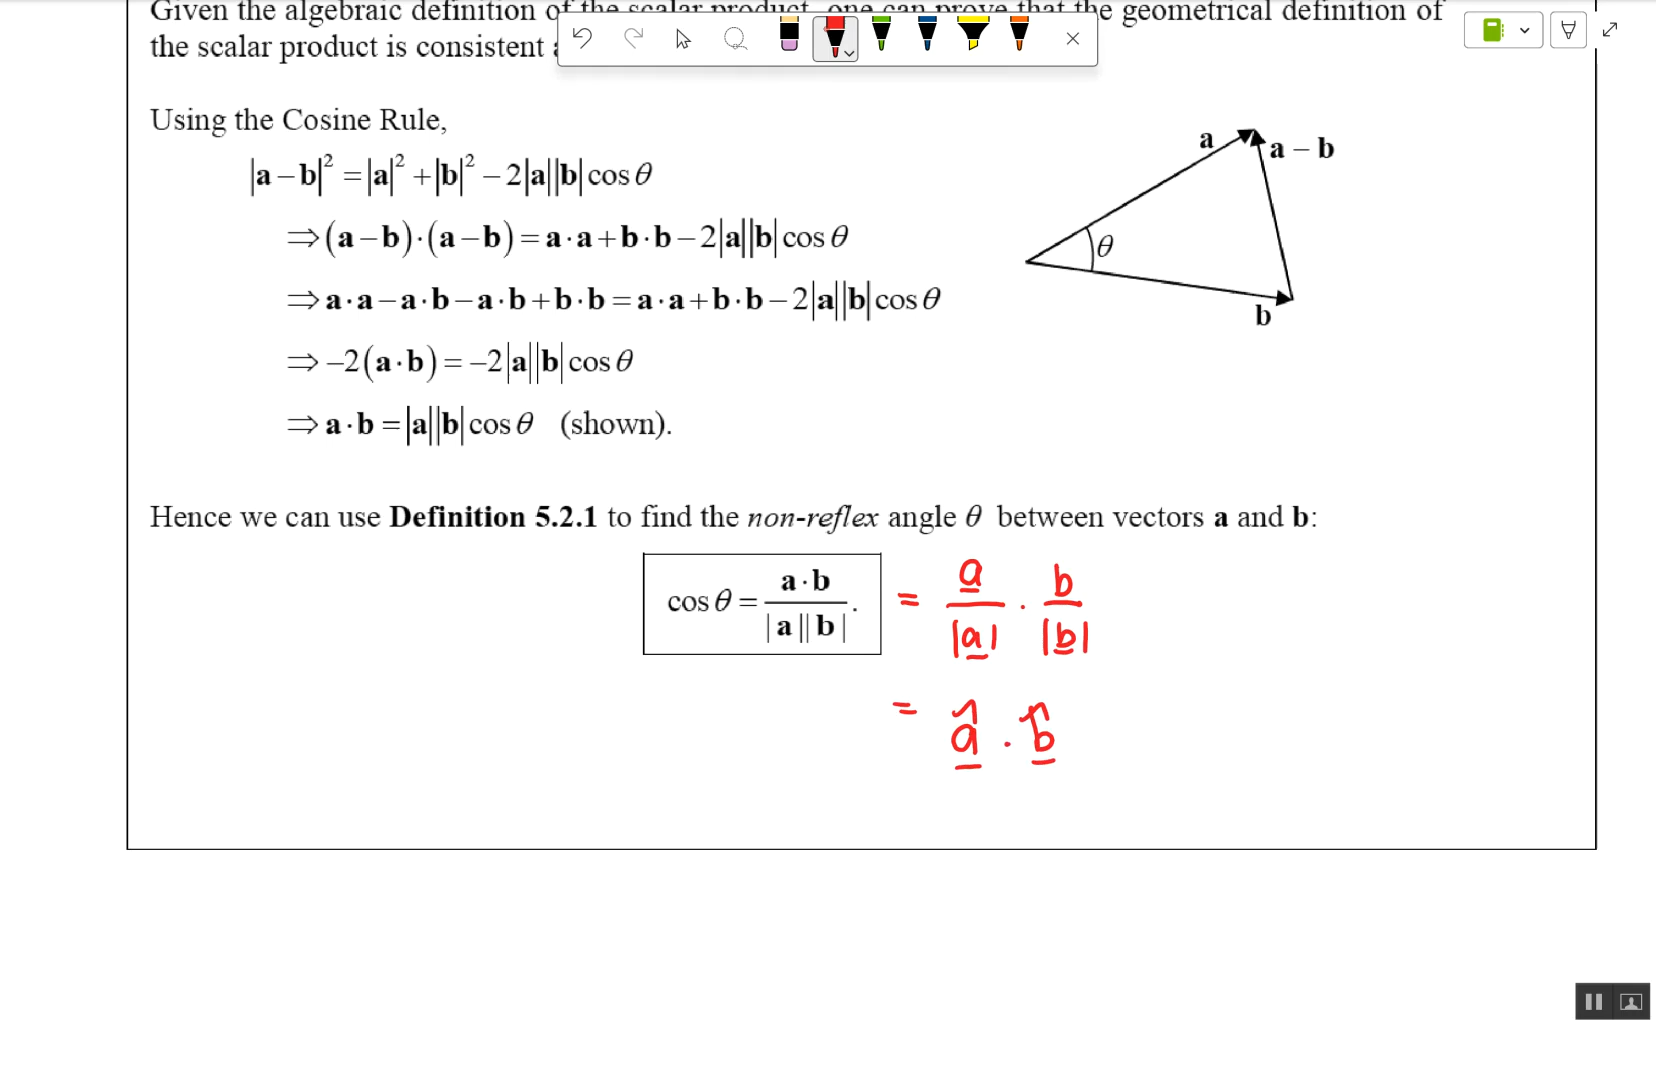 Given the algebraic definition of the scalar product, one can prove that the geometrical definition of
the scalar product is consistent
Using the Cosine Rule,
|a − b|² = |a|² + |b|² − 2|a||b| cos θ
⇒ (a − b)·(a − b) = a·a + b·b − 2|a||b| cos θ
⇒ a·a − a·b − a·b + b·b = a·a + b·b − 2|a||b| cos θ
⇒ −2(a·b) = −2|a||b| cos θ
⇒ a·b = |a||b| cos θ (shown).
a
a − b
θ
b
Hence we can use Definition 5.2.1 to find the non-reflex angle θ between vectors a and b:
cos θ = a·b / |a||b|. = a/|a| · b/|b|
= â · b̂